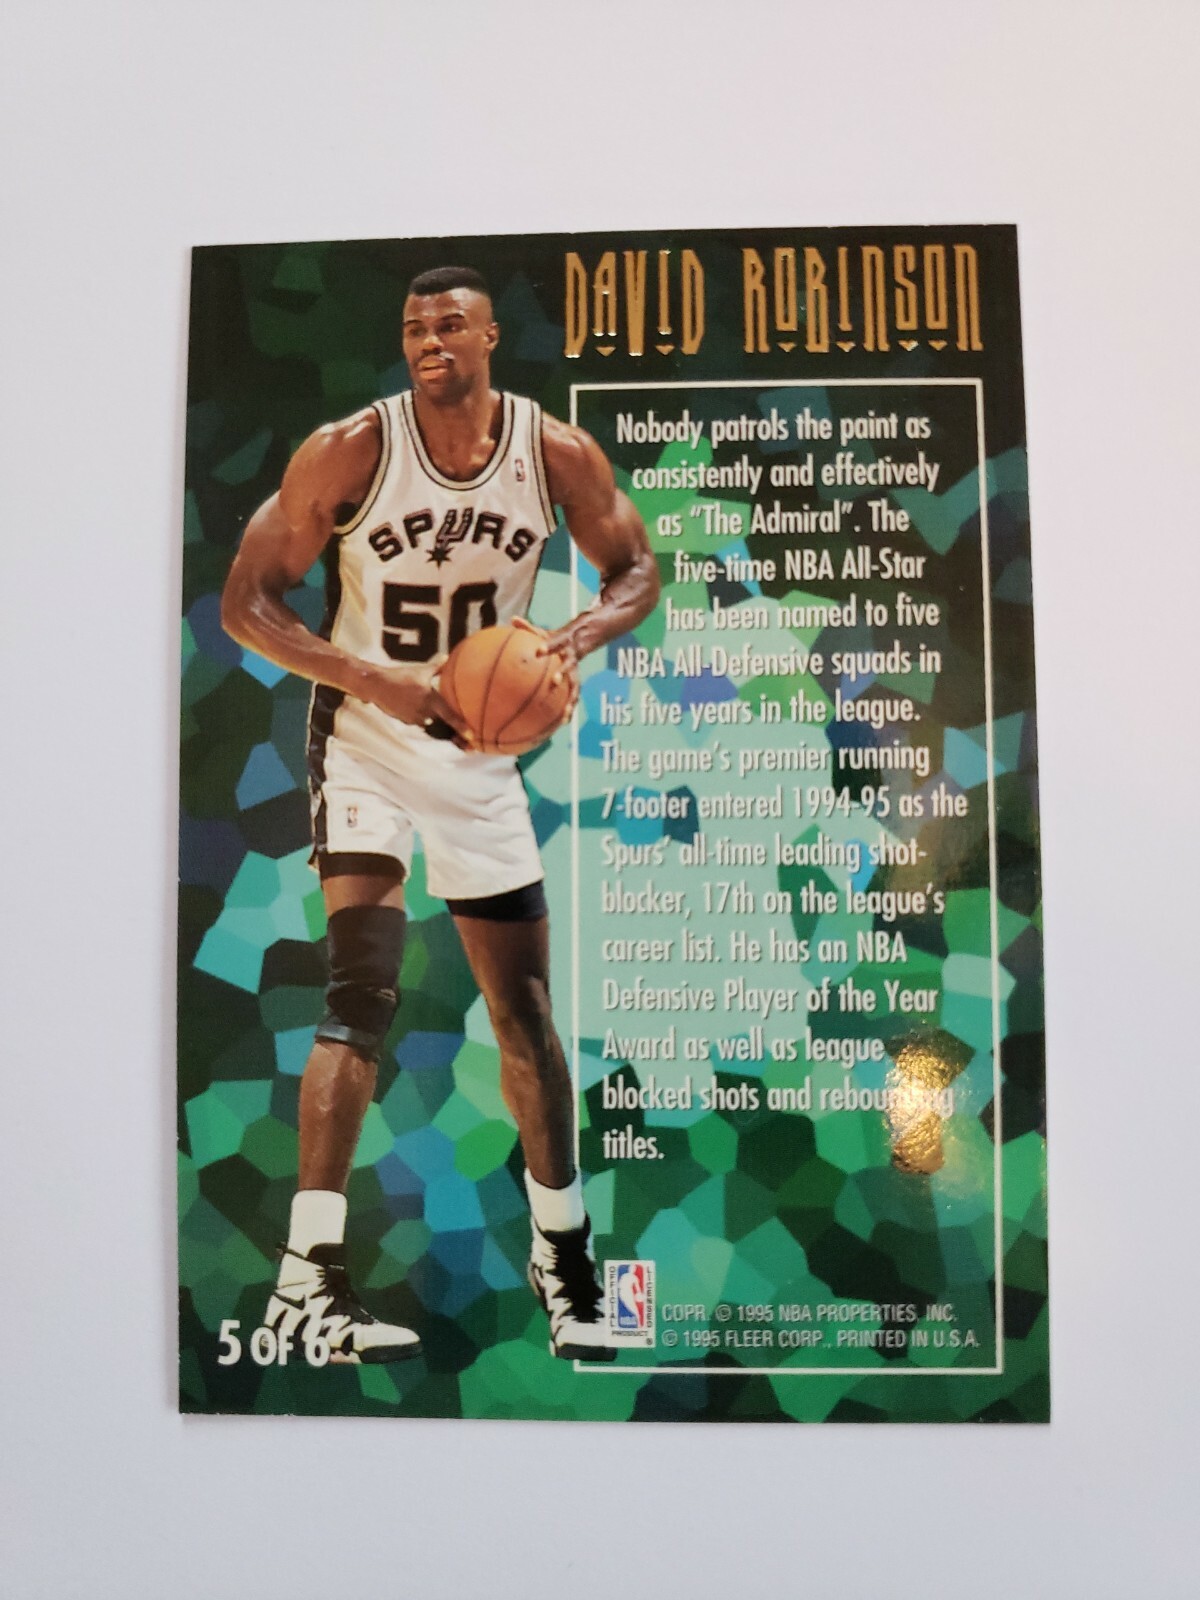 DAVID ROBINSON
Nobody patrols the paint as
consistently and effectively
as “The Admiral”. The
five-time NBA All-Star
has been named to five
NBA All-Defensive squads in
his five years in the league.
The game's premier running
7-footer entered 1994-95 as the
Spurs' all-time leading shot-
blocker, 17th on the league's
career list. He has an NBA
Defensive Player of the Year
Award as well as league
blocked shots and rebounding
titles.
SPURS
50
5 OF 6
OFFICIAL
LICENSED
NBA
PRODUCT
®
COPR. © 1995 NBA PROPERTIES, INC.
© 1995 FLEER CORP., PRINTED IN U.S.A.